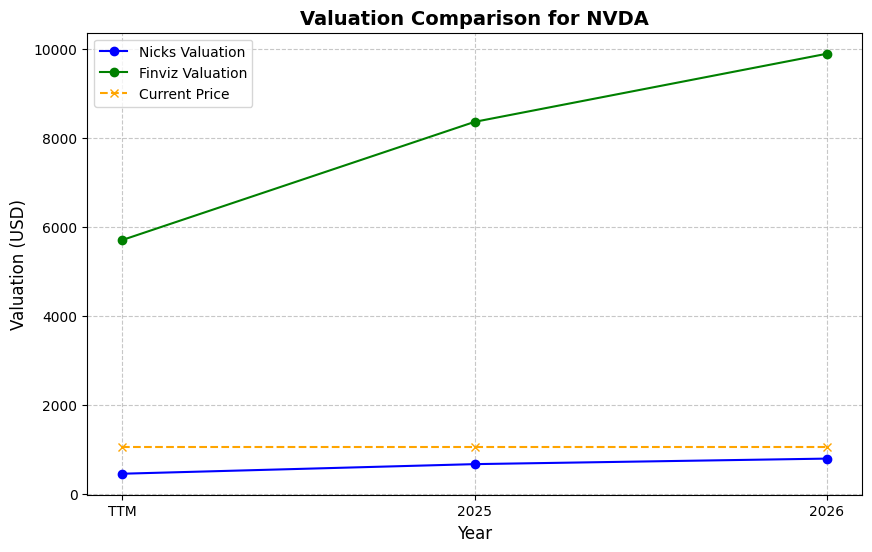 Valuation Comparison for NVDA
Nicks Valuation
Finviz Valuation
Current Price
Valuation (USD)
10000
8000
6000
4000
2000
0
TTM
2025
2026
Year